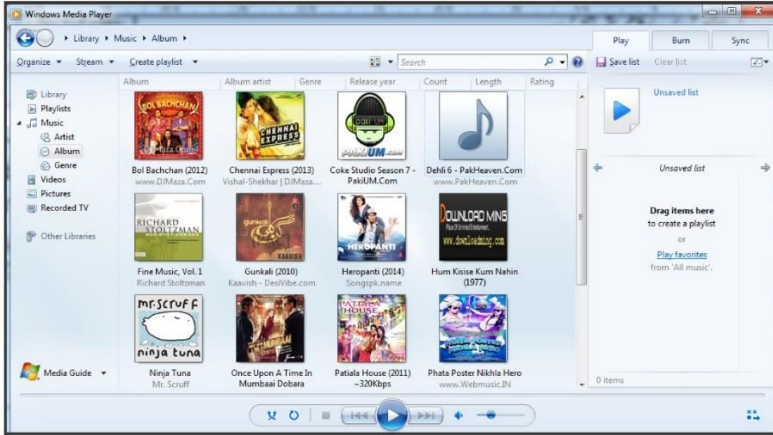 Windows Media Player
Library ▸ Music ▸ Album ▸
Play Burn Sync
Organize Stream Create playlist
Search
Save list Clear list
Album Album artist Genre Release year Count Length Rating
Library
Playlists
Music
Artist
Album
Genre
Videos
Pictures
Recorded TV
Other Libraries
Media Guide
BOL BACHCHAN
CHENNAI EXPRESS
PAKIUM.COM
Bol Bachchan (2012)
www.DJMaza.Com
Chennai Express (2013)
Vishal-Shekhar | DJMaza....
Coke Studio Season 7 -
PakiUM.Com
Dehli 6 - PakHeaven.Com
www.PakHeaven.Com
RICHARD
STOLTZMAN
gunkali
KAAVISH
HEROPANTI
DOWNLOAD MING
www.downloadming.com
Fine Music, Vol. 1
Richard Stoltzman
Gunkali (2010)
Kaavish - DesiVibe.com
Heropanti (2014)
Songspk.name
Hum Kisise Kum Nahin
(1977)
mr.scruff
ninja tuna
PATIALA
HOUSE
Ninja Tuna
Mr. Scruff
Once Upon A Time In
Mumbaai Dobara
Patiala House (2011)
~320Kbps
Phata Poster Nikhla Hero
www.Webmusic.IN
Unsaved list
Unsaved list
Drag items here
to create a playlist
or
Play favorites
from 'All music'.
0 items